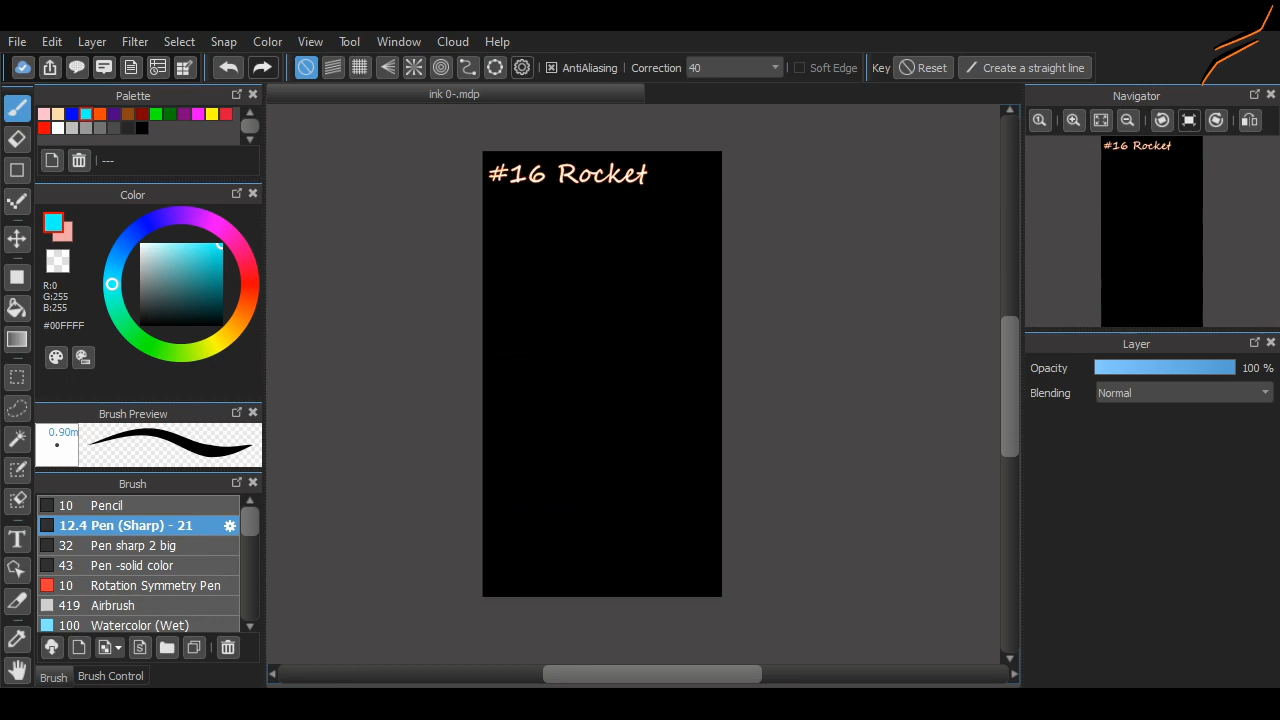 File Edit Layer Filter Select Snap Color View Tool Window Cloud Help
AntiAliasing Correction 40 Soft Edge Key Reset Create a straight line
Palette
ink 0-.mdp
Navigator
---
Color
R:0
G:255
B:255
#00FFFF
#16 Rocket
#16 Rocket
Layer
Opacity 100 %
Blending Normal
Brush Preview
0.90m
Brush
10 Pencil
12.4 Pen (Sharp) - 21
32 Pen sharp 2 big
43 Pen -solid color
10 Rotation Symmetry Pen
419 Airbrush
100 Watercolor (Wet)
Brush Brush Control